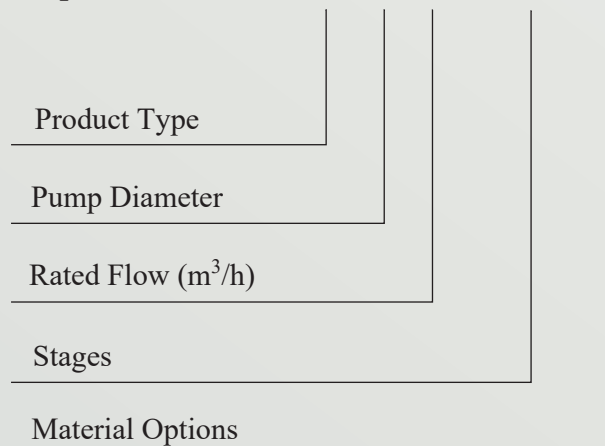 Product Type
Pump Diameter
Rated Flow (m³/h)
Stages
Material Options